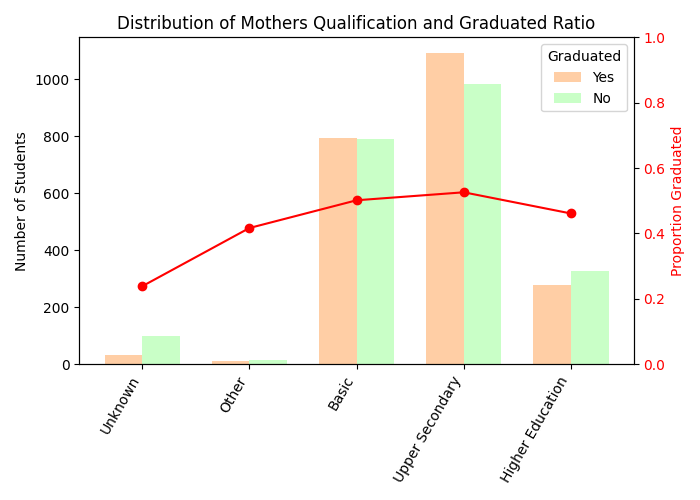 Distribution of Mothers Qualification and Graduated Ratio
Number of Students
1000
800
600
400
200
0
Graduated
Yes
No
1.0
0.8
0.6
0.4
0.2
0.0
Proportion Graduated
Unknown
Other
Basic
Upper Secondary
Higher Education